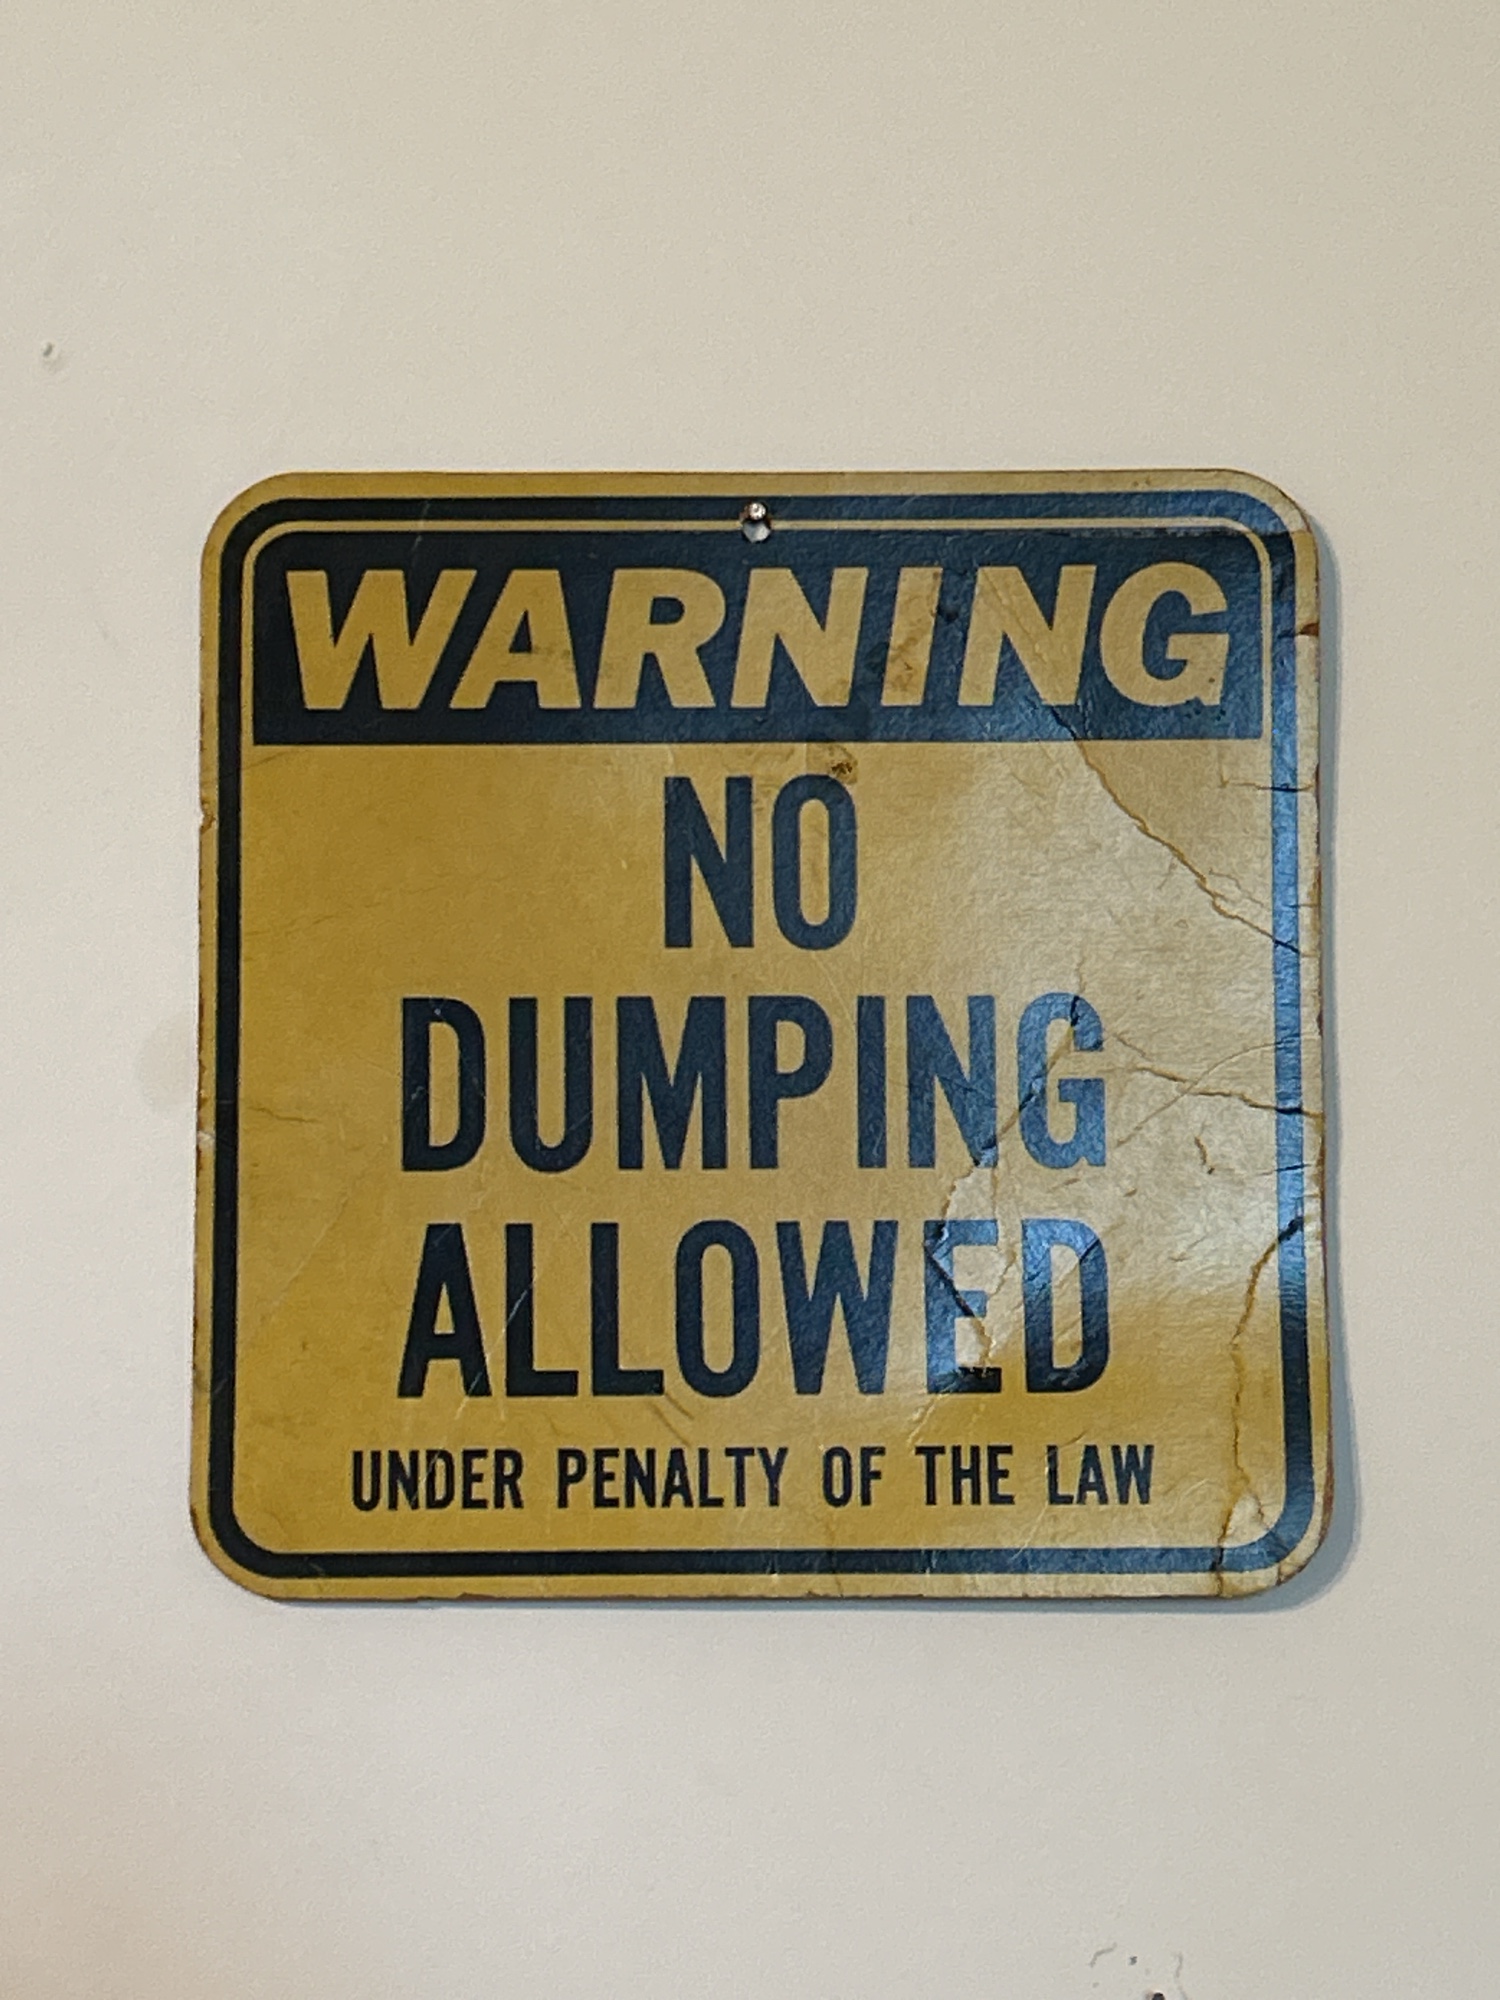 WARNING
NO
DUMPING
ALLOWED
UNDER PENALTY OF THE LAW